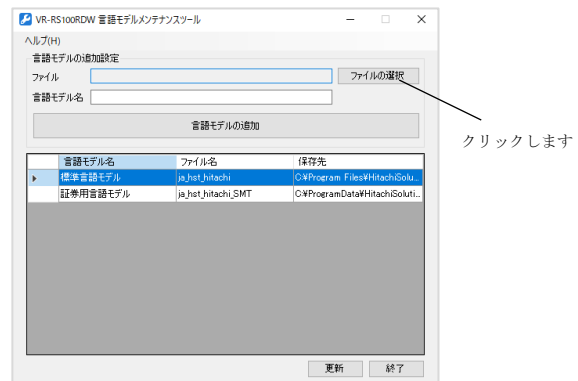 VR-RS100RDW 言語モデルメンテナンスツール
ヘルプ(H)
言語モデルの追加設定
ファイル
ファイルの選択
言語モデル名
言語モデルの追加
クリックします
言語モデル名 ファイル名 保存先
標準言語モデル ja_hst_hitachi C:¥Program Files¥HitachiSolu...
証券用言語モデル ja_hst_hitachi_SMT C:¥ProgramData¥HitachiSoluti...
更新 終了